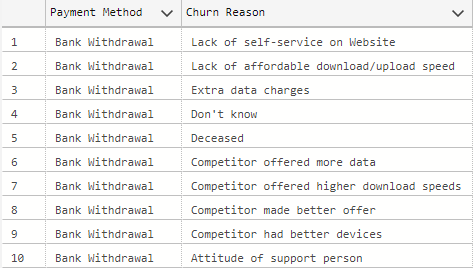 Payment Method Churn Reason
1 Bank Withdrawal Lack of self-service on Website
2 Bank Withdrawal Lack of affordable download/upload speed
3 Bank Withdrawal Extra data charges
4 Bank Withdrawal Don't know
5 Bank Withdrawal Deceased
6 Bank Withdrawal Competitor offered more data
7 Bank Withdrawal Competitor offered higher download speeds
8 Bank Withdrawal Competitor made better offer
9 Bank Withdrawal Competitor had better devices
10 Bank Withdrawal Attitude of support person